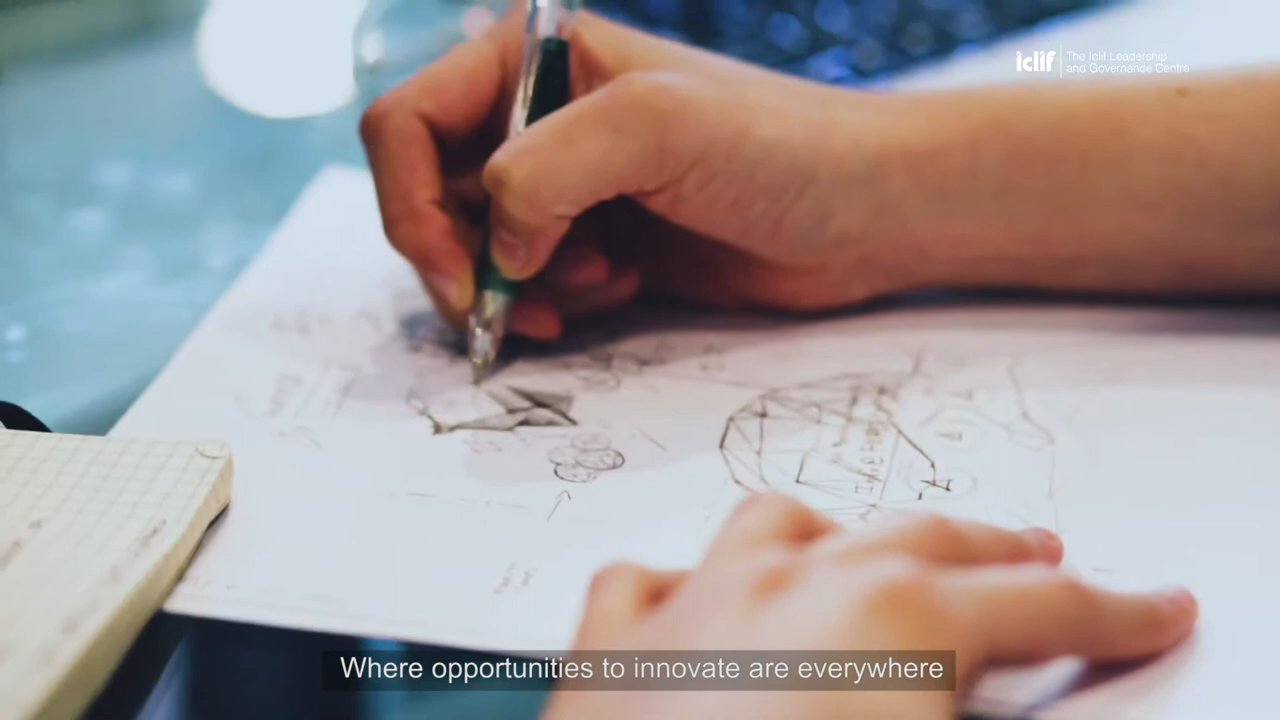 iclif
The Iclif Leadership
and Governance Centre
Where opportunities to innovate are everywhere